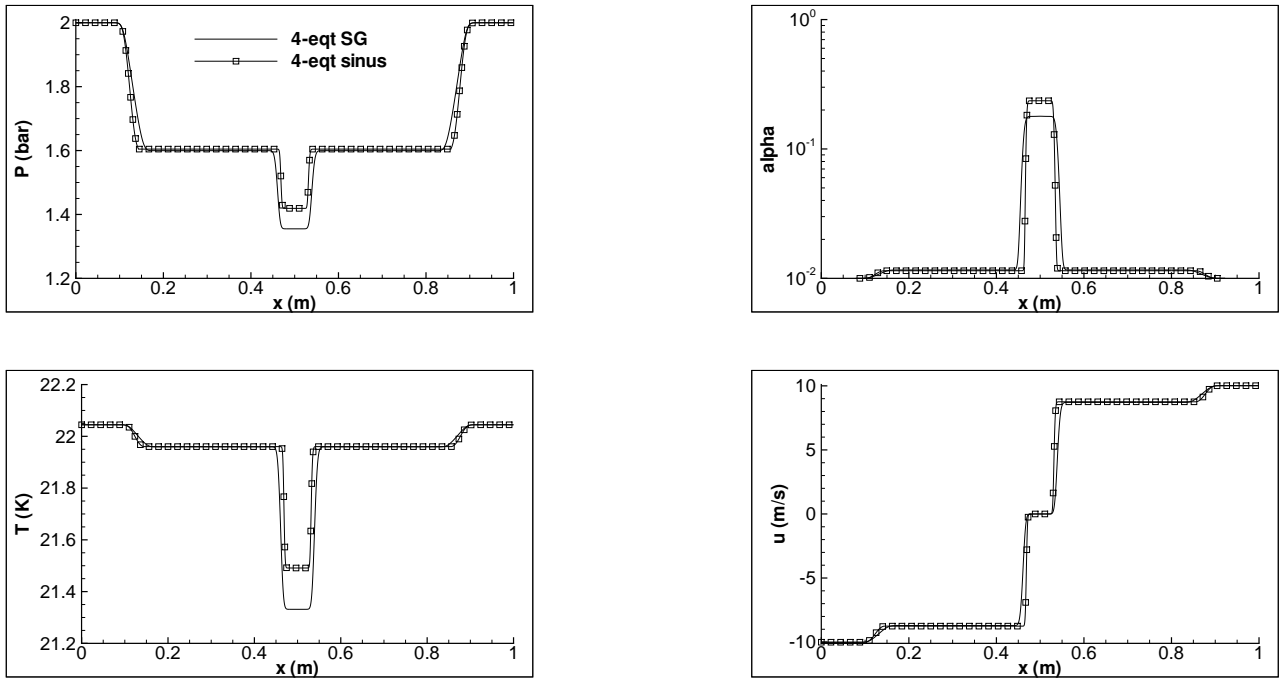 P (bar)
2
1.8
1.6
1.4
1.2
0 0.2 0.4 0.6 0.8 1
x (m)
4-eqt SG
4-eqt sinus
alpha
10^0
10^-1
10^-2
0 0.2 0.4 0.6 0.8 1
x (m)
T (K)
22.2
22
21.8
21.6
21.4
21.2
0 0.2 0.4 0.6 0.8 1
x (m)
u (m/s)
10
5
0
-5
-10
0 0.2 0.4 0.6 0.8 1
x (m)